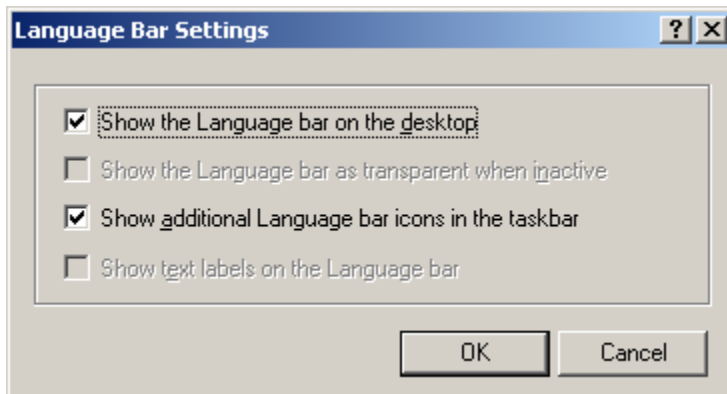 Language Bar Settings
Show the Language bar on the desktop
Show the Language bar as transparent when inactive
Show additional Language bar icons in the taskbar
Show text labels on the Language bar
OK Cancel